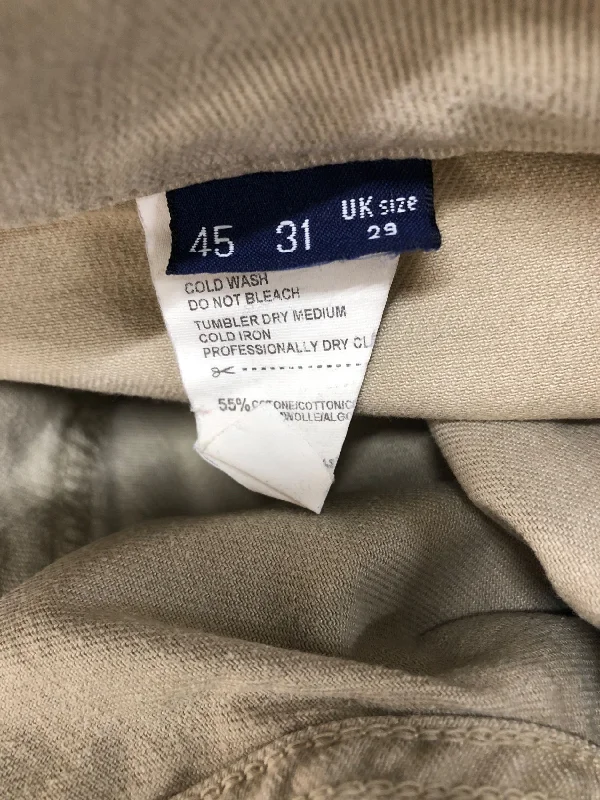 45 31 UK size
29
COLD WASH
DO NOT BLEACH
TUMBLER DRY MEDIUM
COLD IRON
PROFESSIONALLY DRY CL
55%